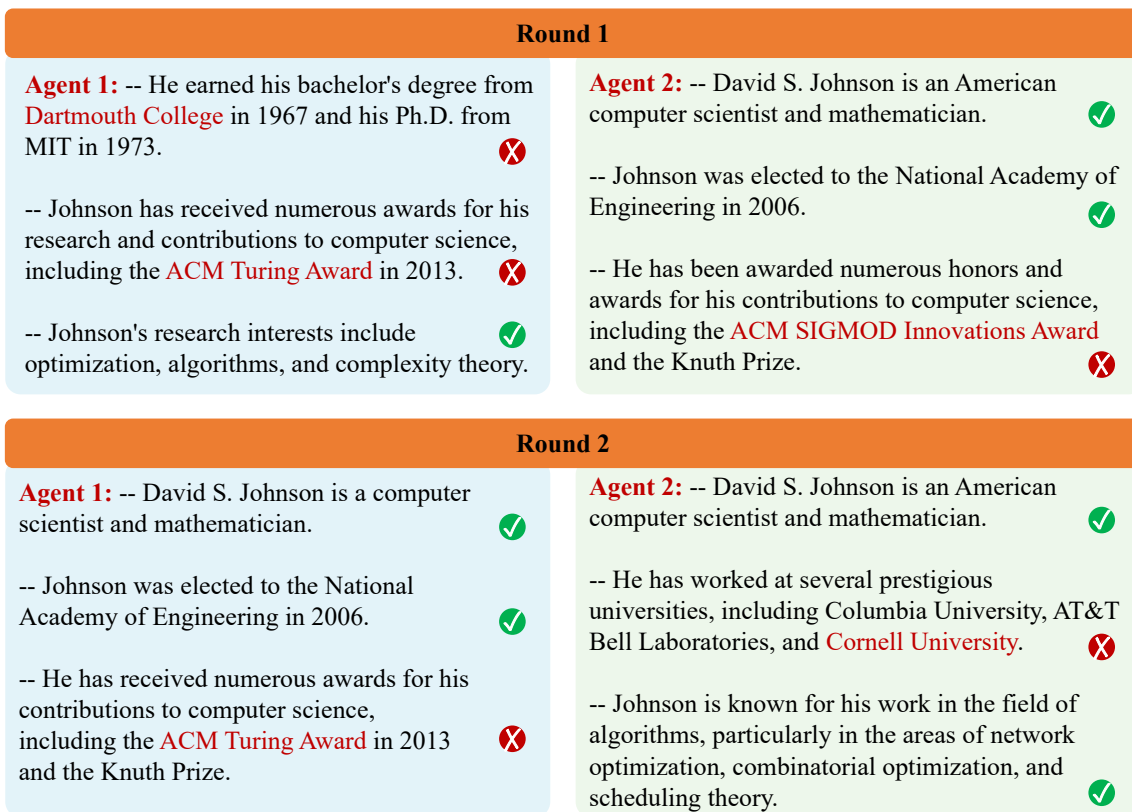 Round 1
Agent 1: -- He earned his bachelor's degree from
Dartmouth College in 1967 and his Ph.D. from
MIT in 1973.
-- Johnson has received numerous awards for his
research and contributions to computer science,
including the ACM Turing Award in 2013.
-- Johnson's research interests include
optimization, algorithms, and complexity theory.
Agent 2: -- David S. Johnson is an American
computer scientist and mathematician.
-- Johnson was elected to the National Academy of
Engineering in 2006.
-- He has been awarded numerous honors and
awards for his contributions to computer science,
including the ACM SIGMOD Innovations Award
and the Knuth Prize.
Round 2
Agent 1: -- David S. Johnson is a computer
scientist and mathematician.
-- Johnson was elected to the National
Academy of Engineering in 2006.
-- He has received numerous awards for his
contributions to computer science,
including the ACM Turing Award in 2013
and the Knuth Prize.
Agent 2: -- David S. Johnson is an American
computer scientist and mathematician.
-- He has worked at several prestigious
universities, including Columbia University, AT&T
Bell Laboratories, and Cornell University.
-- Johnson is known for his work in the field of
algorithms, particularly in the areas of network
optimization, combinatorial optimization, and
scheduling theory.